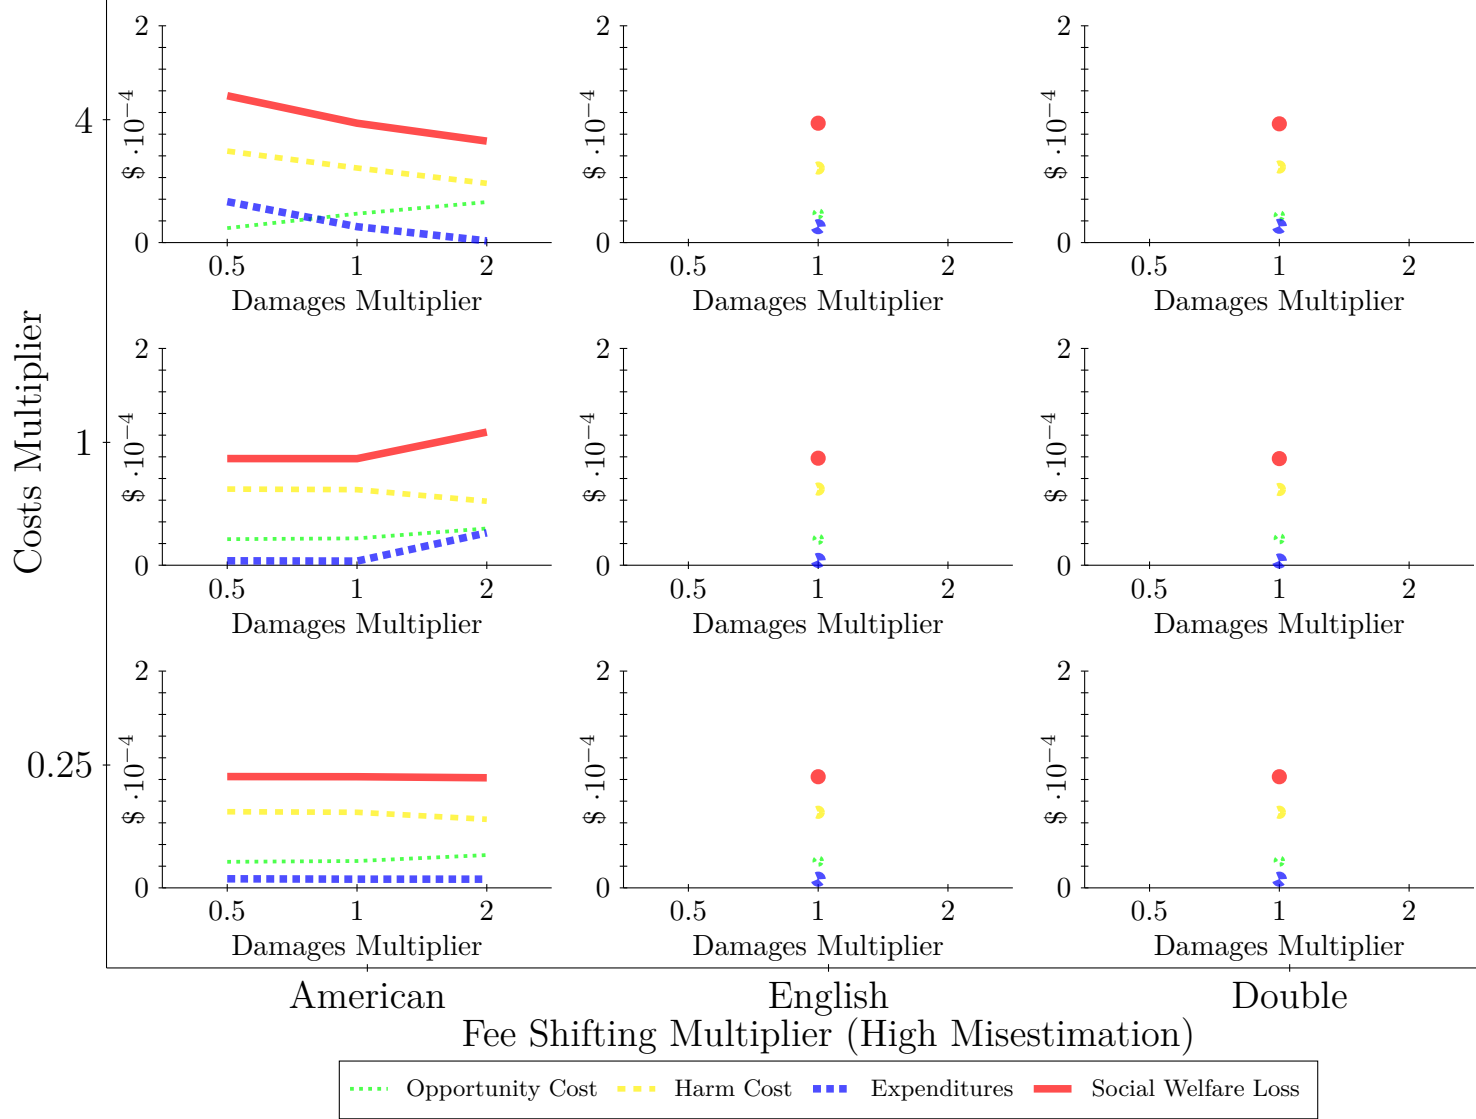 2
$ ·10⁻⁴
0
0.5 1 2
Damages Multiplier
2
$ ·10⁻⁴
0
0.5 1 2
Damages Multiplier
2
$ ·10⁻⁴
0
0.5 1 2
Damages Multiplier
4
2
$ ·10⁻⁴
0
0.5 1 2
Damages Multiplier
2
$ ·10⁻⁴
0
0.5 1 2
Damages Multiplier
2
$ ·10⁻⁴
0
0.5 1 2
Damages Multiplier
1
Costs Multiplier
2
$ ·10⁻⁴
0
0.5 1 2
Damages Multiplier
2
$ ·10⁻⁴
0
0.5 1 2
Damages Multiplier
2
$ ·10⁻⁴
0
0.5 1 2
Damages Multiplier
0.25
American English Double
Fee Shifting Multiplier (High Misestimation)
Opportunity Cost Harm Cost Expenditures Social Welfare Loss